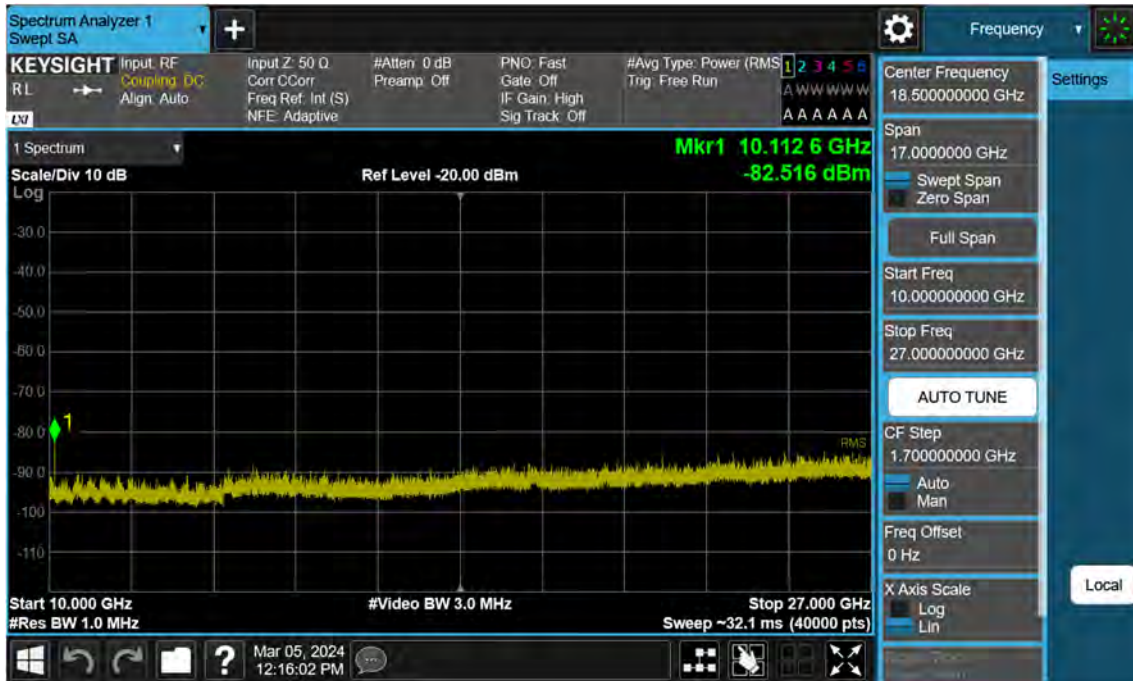 Spectrum Analyzer 1
Swept SA
+
Frequency
KEYSIGHT
RL
LXI
Input: RF
Coupling: DC
Align: Auto
Input Z: 50 Ω
Corr CCorr
Freq Ref: Int (S)
NFE: Adaptive
#Atten: 0 dB
Preamp: Off
PNO: Fast
Gate: Off
IF Gain: High
Sig Track: Off
#Avg Type: Power (RMS
Trig: Free Run
1 2 3 4 5 6
A W W W W W
A A A A A A
1 Spectrum
Scale/Div 10 dB
Ref Level -20.00 dBm
Mkr1 10.112 6 GHz
-82.516 dBm
Log
-30.0
-40.0
-50.0
-60.0
-70.0
-80.0
-90.0
-100
-110
1
RMS
Start 10.000 GHz
#Res BW 1.0 MHz
#Video BW 3.0 MHz
Stop 27.000 GHz
Sweep ~32.1 ms (40000 pts)
Center Frequency
18.500000000 GHz
Span
17.0000000 GHz
Swept Span
Zero Span
Full Span
Start Freq
10.000000000 GHz
Stop Freq
27.000000000 GHz
AUTO TUNE
CF Step
1.700000000 GHz
Auto
Man
Freq Offset
0 Hz
X Axis Scale
Log
Lin
Settings
Local
?
Mar 05, 2024
12:16:02 PM